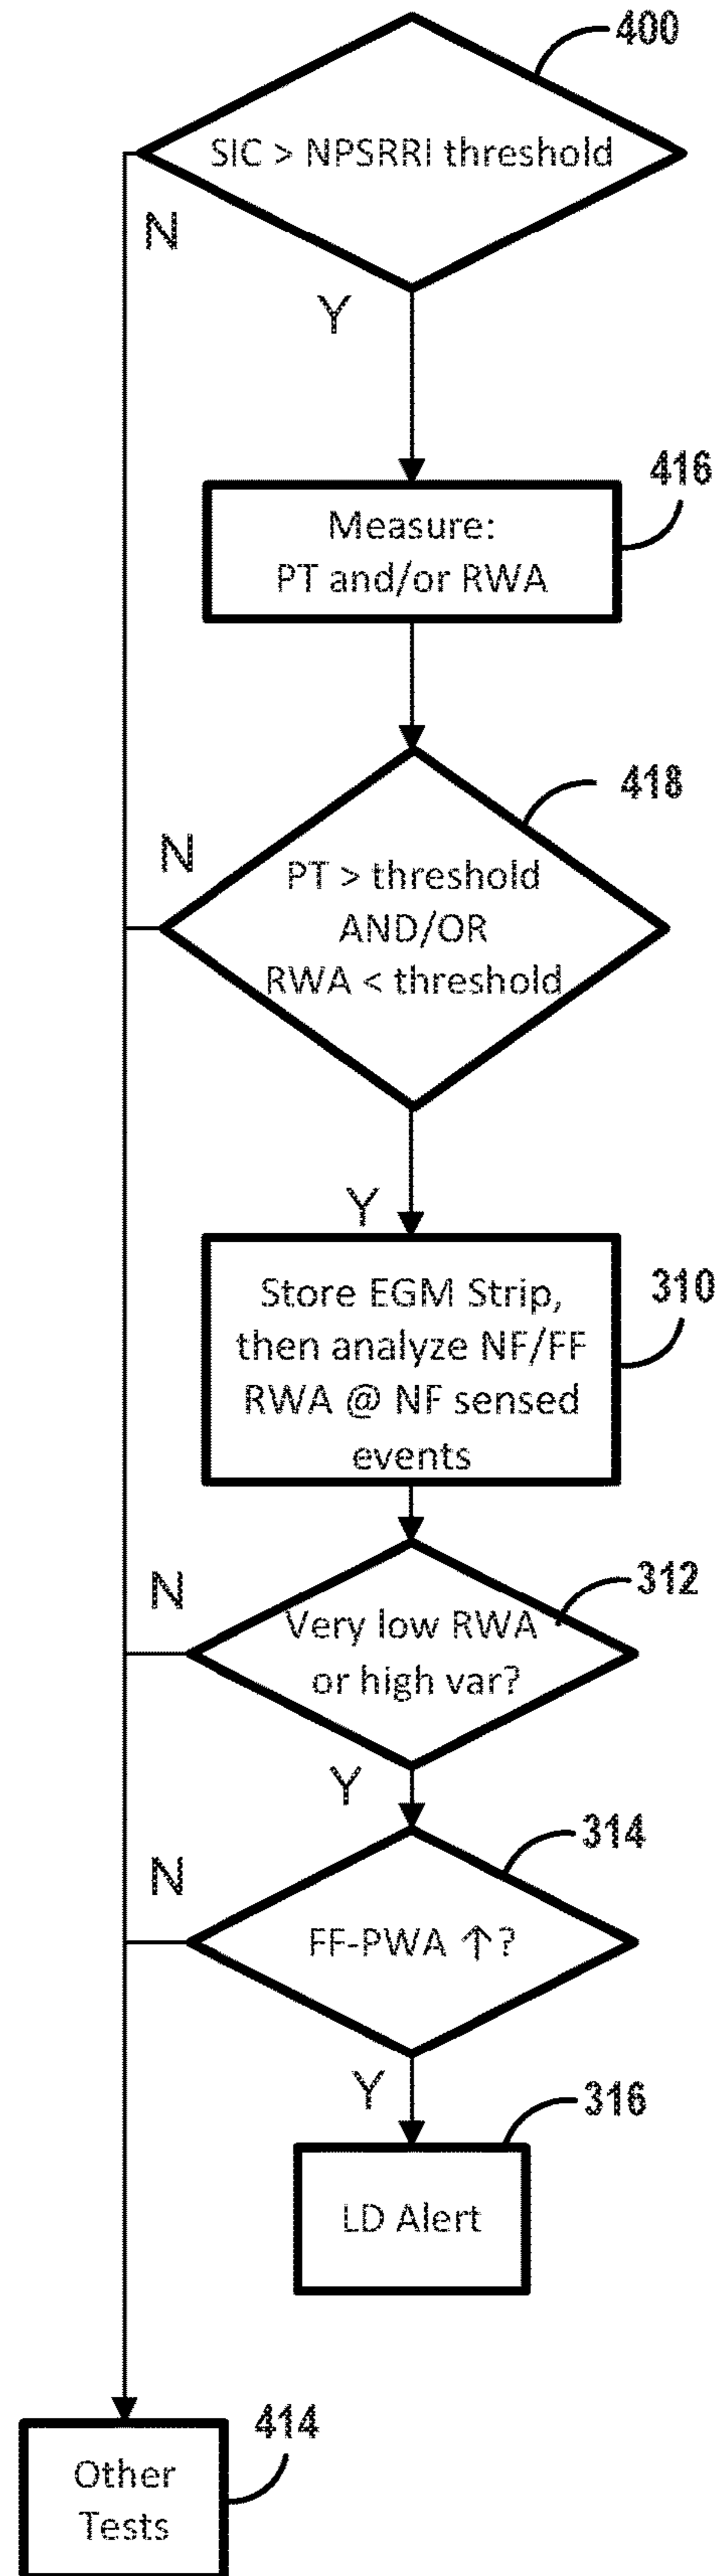 400
SIC > NPSRRI threshold
N
Y
416
Measure:
PT and/or RWA
418
N
PT > threshold
AND/OR
RWA < threshold
Y
310
Store EGM Strip,
then analyze NF/FF
RWA @ NF sensed
events
312
N
Very low RWA
or high var?
Y
314
N
FF-PWA ↑?
Y
316
LD Alert
414
Other
Tests